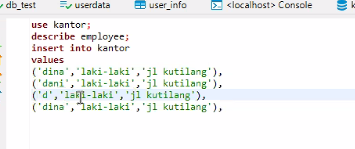 db_test userdata user_info <localhost> Console k
use kantor;
describe employee;
insert into kantor
values
('dina','laki-laki','jl kutilang'),
('dani','laki-laki','jl kutilang'),
('d','laki-laki','jl kutilang'),
('dina','laki-laki','jl kutilang'),